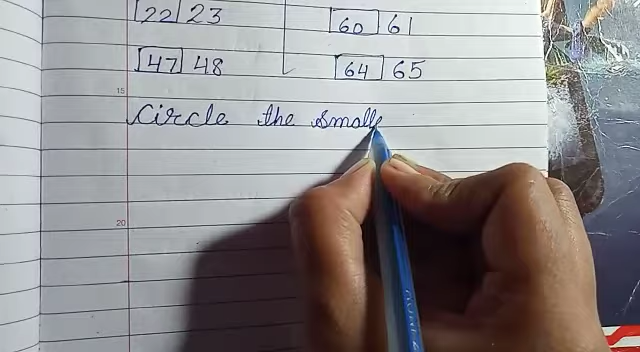 22 23 60 61
47 48 64 65
15
Circle the smalle
20